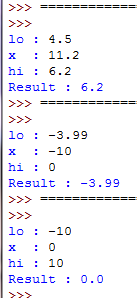 >>> =============
>>>
lo : 4.5
x  : 11.2
hi : 6.2
Result : 6.2
>>> =============
>>>
lo : -3.99
x  : -10
hi : 0
Result : -3.99
>>> =============
>>>
lo : -10
x  : 0
hi : 10
Result : 0.0
>>>